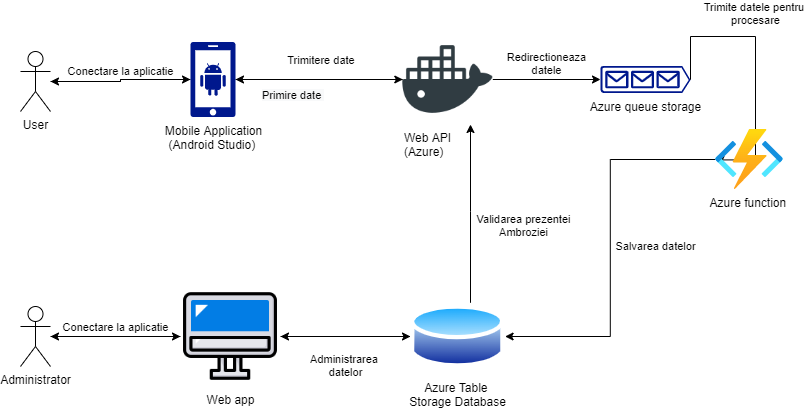 Trimite datele pentru
procesare
Conectare la aplicatie
User
Trimitere date
Primire date
Mobile Application
(Android Studio)
Redirectioneaza
datele
Web API
(Azure)
Azure queue storage
Azure function
Validarea prezentei
Ambroziei
Salvarea datelor
Conectare la aplicatie
Administrator
Web app
Administrarea
datelor
Azure Table
Storage Database